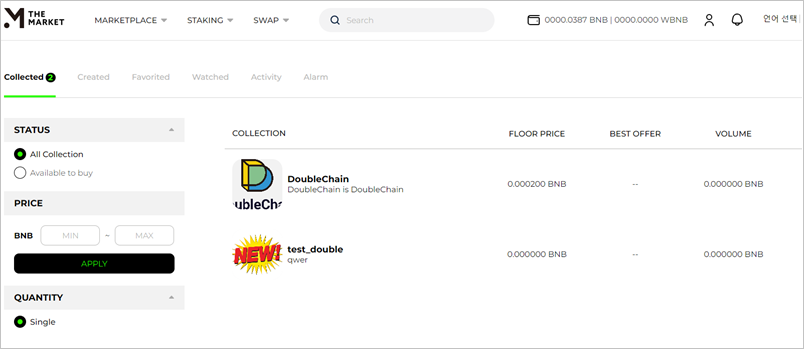 THE
MARKET
MARKETPLACE
STAKING
SWAP
Search
0000.0387 BNB | 0000.0000 WBNB
언어 선택
Collected 2
Created
Favorited
Watched
Activity
Alarm
STATUS
All Collection
Available to buy
PRICE
BNB MIN ~ MAX
APPLY
QUANTITY
Single
COLLECTION FLOOR PRICE BEST OFFER VOLUME
DoubleChain
DoubleChain is DoubleChain
ubleCha
0.000200 BNB -- 0.000000 BNB
NEW!
test_double
qwer
0.000000 BNB -- 0.000000 BNB